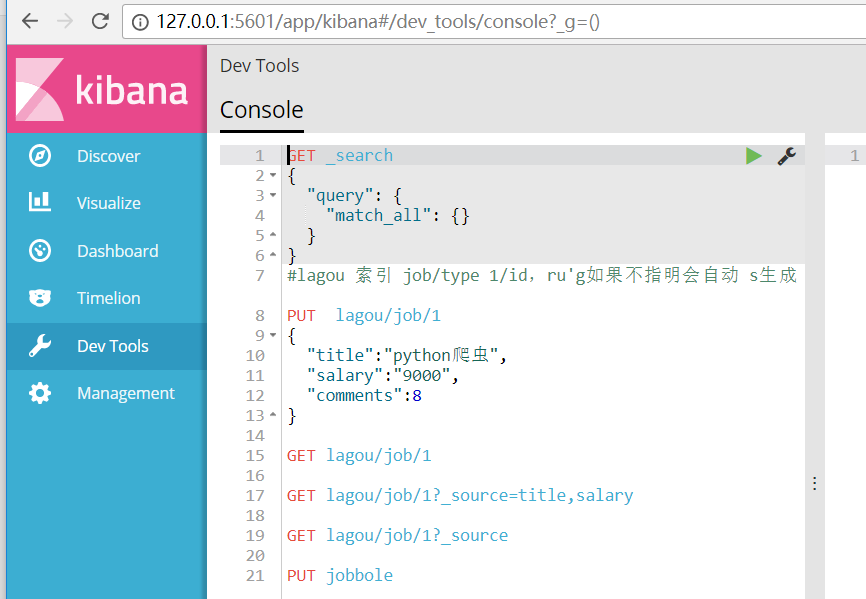 127.0.0.1:5601/app/kibana#/dev_tools/console?_g=()
kibana
Discover
Visualize
Dashboard
Timelion
Dev Tools
Management
Dev Tools
Console
1 GET _search
2 {
3   "query": {
4     "match_all": {}
5   }
6 }
7 #lagou 索引 job/type 1/id，ru'g如果不指明会自动 s生成
8 PUT  lagou/job/1
9 {
10   "title":"python爬虫",
11   "salary":"9000",
12   "comments":8
13 }
14
15 GET lagou/job/1
16
17 GET lagou/job/1?_source=title,salary
18
19 GET lagou/job/1?_source
20
21 PUT jobbole
1